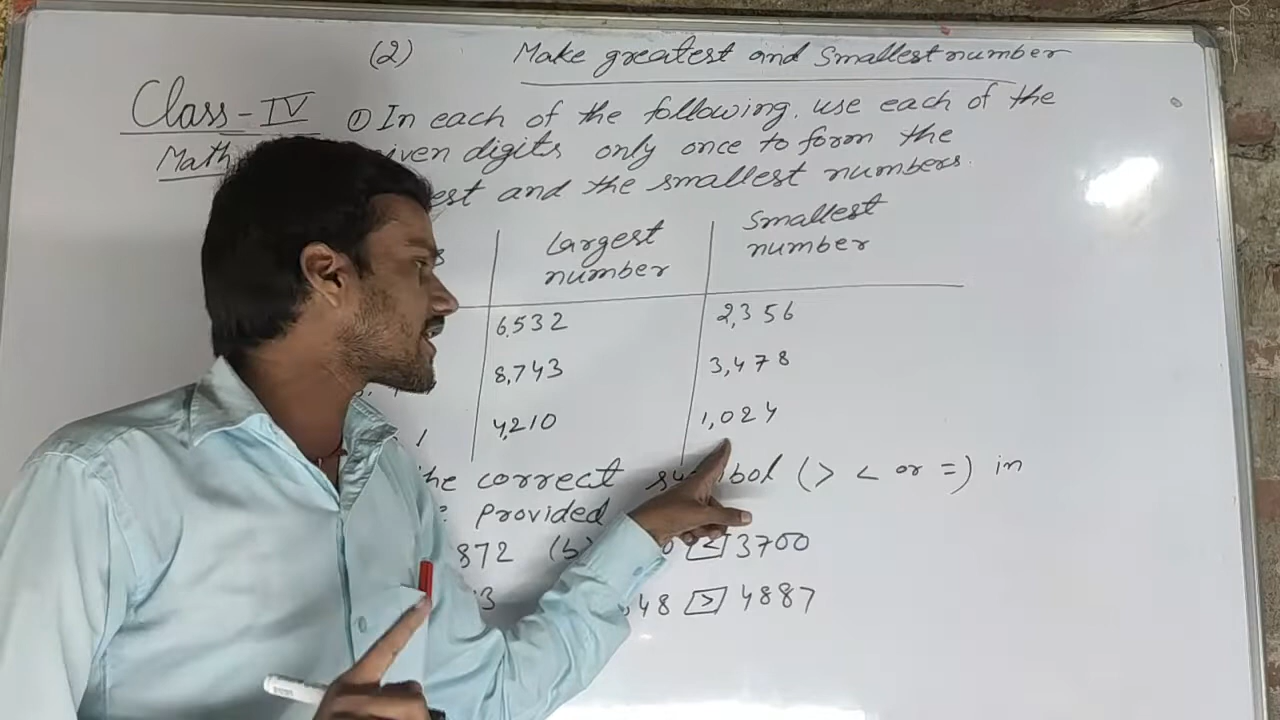 (2) Make greatest and Smallest number
Class-IV ① In each of the following, use each of the
Math given digits only once to form the
est and the smallest numbers.
Largest number Smallest number
6,532 2,356
8,743 3,478
4,210 1,024
the correct symbol (> < or =) in
Provided
872 (b) 0 < 3700
3 48 > 4887